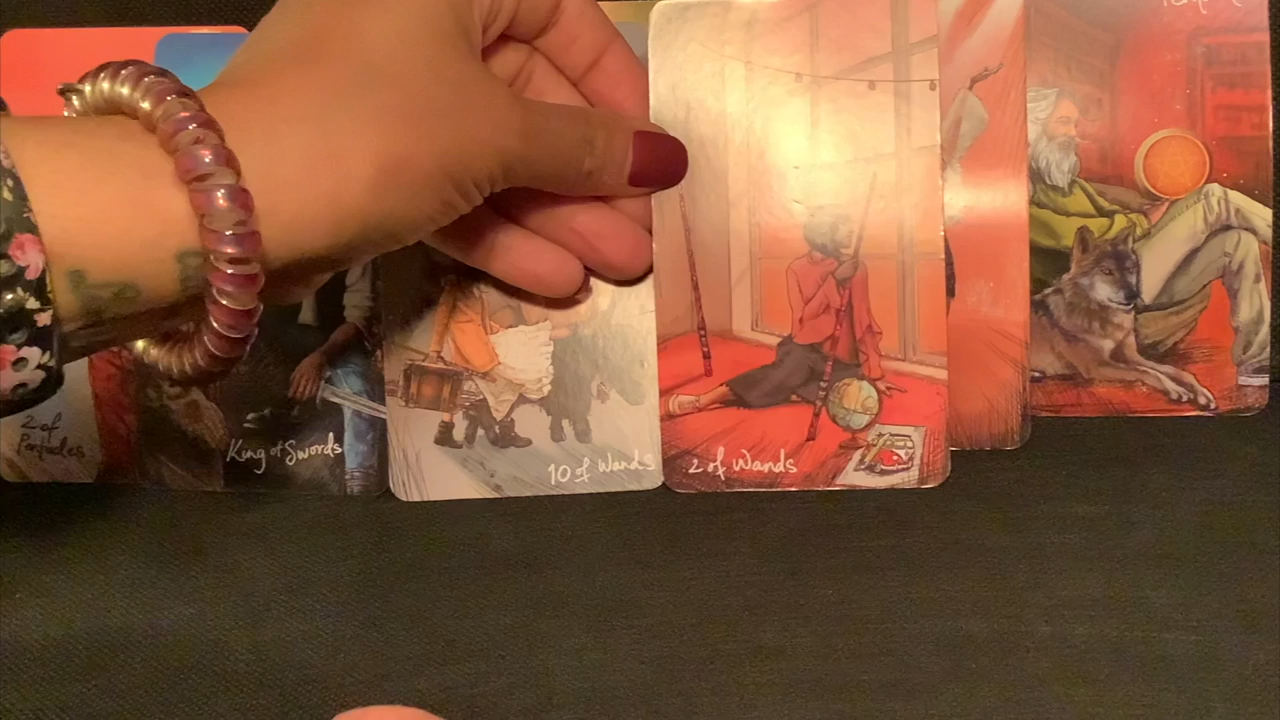 2 of
Pentacles
King of Swords
10 of Wands
2 of Wands